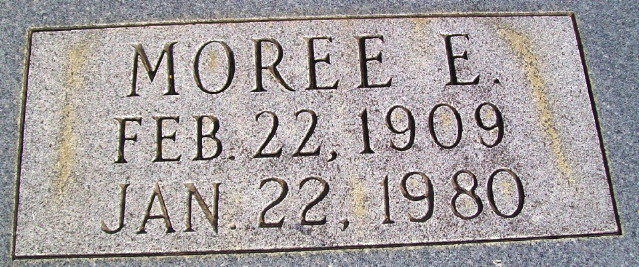 MOREE E.
FEB. 22, 1909
JAN. 22, 1980